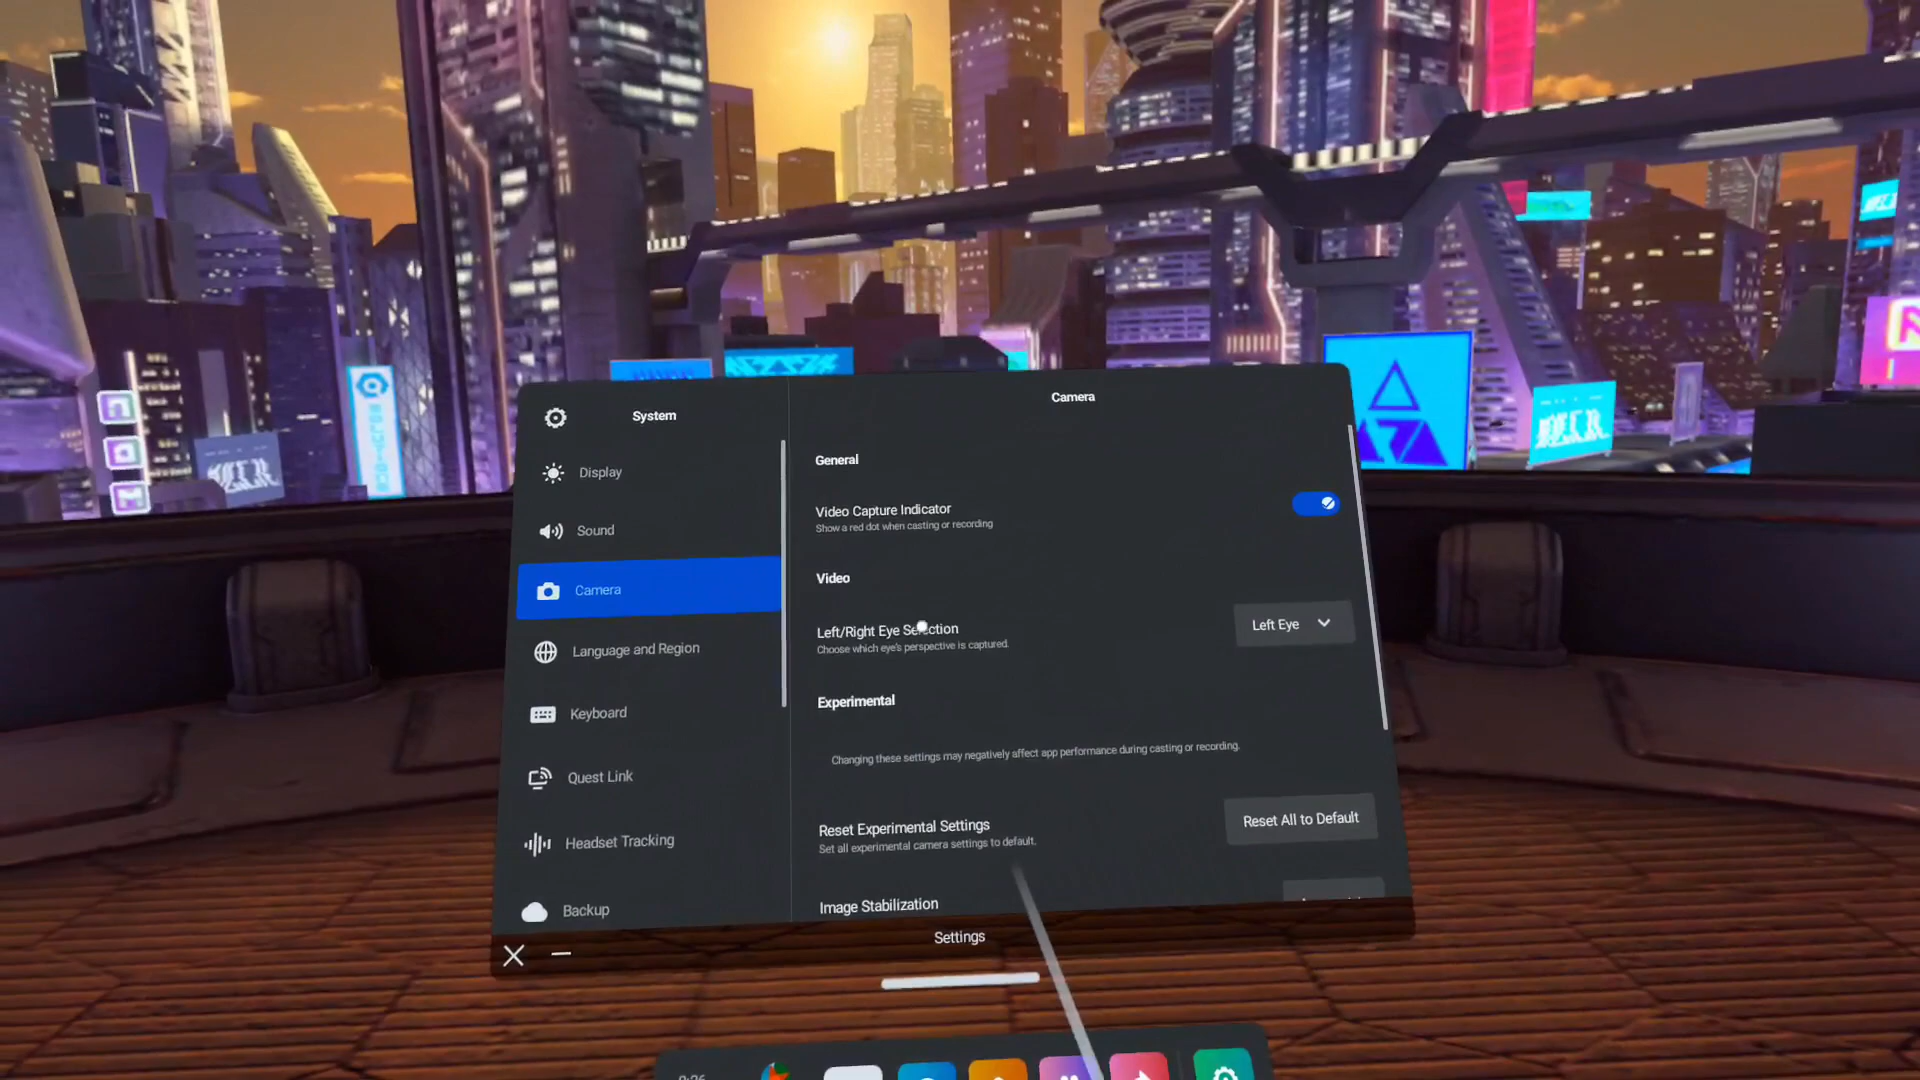 System
Display
Sound
Camera
Language and Region
Keyboard
Quest Link
Headset Tracking
Backup
Camera
General
Video Capture Indicator
Show a red dot when casting or recording
Video
Left/Right Eye Selection
Choose which eye's perspective is captured.
Left Eye
Experimental
Changing these settings may negatively affect app performance during casting or recording.
Reset Experimental Settings
Set all experimental camera settings to default.
Reset All to Default
Image Stabilization
Settings